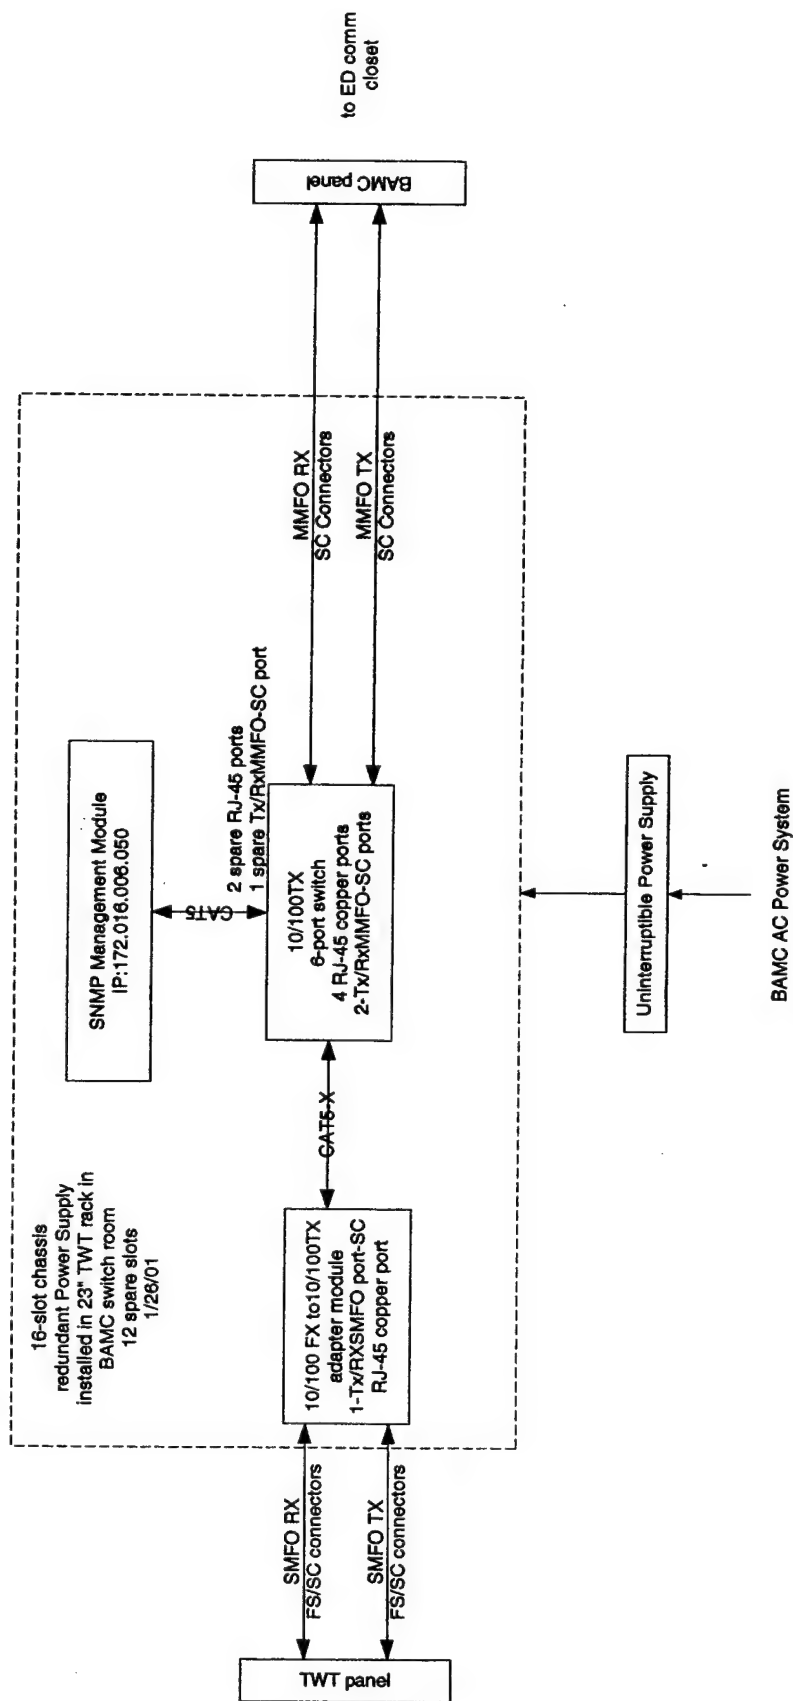 16-slot chassis
redundant Power Supply
installed in 23" TWT rack in
BAMC switch room
12 spare slots
1/26/01
SNMP Management Module
IP:172.016.006.050
CAT5
2 spare RJ-45 ports
1 spare Tx/RxMMFO-SC port
TWT panel
SMFO RX
FS/SC connectors
SMFO TX
FS/SC connectors
10/100 FX to10/100TX
adapter module
1-Tx/RXSMFO port-SC
RJ-45 copper port
CAT5-X
10/100TX
6-port switch
4 RJ-45 copper ports
2-Tx/RxMMFO-SC ports
MMFO RX
SC Connectors
MMFO TX
SC Connectors
BAMC panel
to ED comm
closet
Uninterruptible Power Supply
BAMC AC Power System